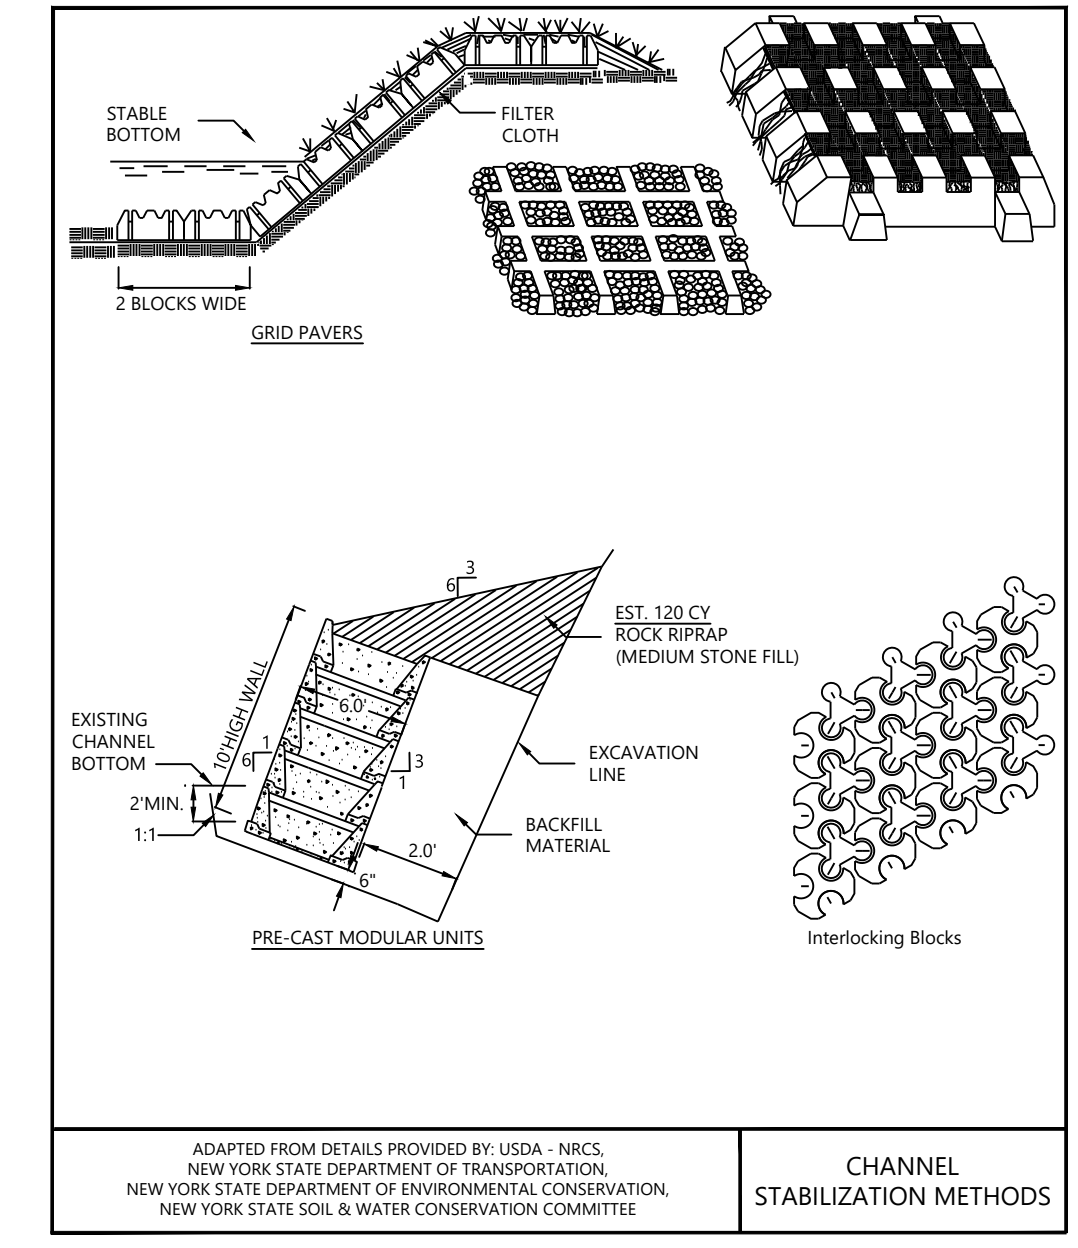 STABLE
BOTTOM
FILTER
CLOTH
2 BLOCKS WIDE
GRID PAVERS
3
6
EST. 120 CY
ROCK RIPRAP
(MEDIUM STONE FILL)
10'HIGH WALL
6.0'
EXISTING
CHANNEL
BOTTOM
1
6
3
1
EXCAVATION
LINE
2'MIN.
1:1
BACKFILL
MATERIAL
2.0'
6"
PRE-CAST MODULAR UNITS
Interlocking Blocks
ADAPTED FROM DETAILS PROVIDED BY: USDA - NRCS,
NEW YORK STATE DEPARTMENT OF TRANSPORTATION,
NEW YORK STATE DEPARTMENT OF ENVIRONMENTAL CONSERVATION,
NEW YORK STATE SOIL & WATER CONSERVATION COMMITTEE
CHANNEL
STABILIZATION METHODS